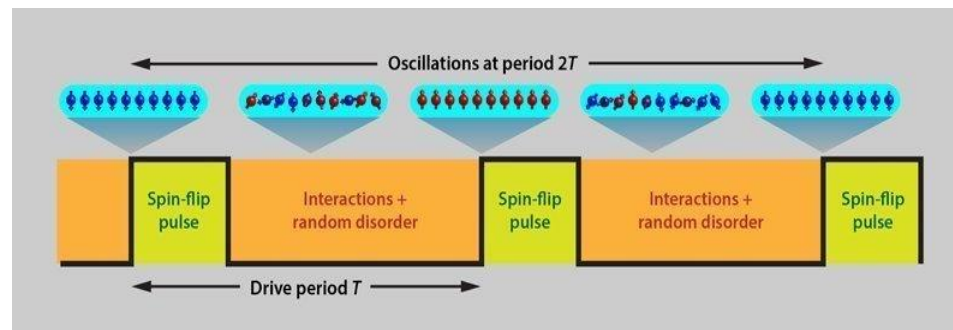 Oscillations at period 2T
Spin-flip
pulse
Interactions +
random disorder
Spin-flip
pulse
Interactions +
random disorder
Spin-flip
pulse
Drive period T